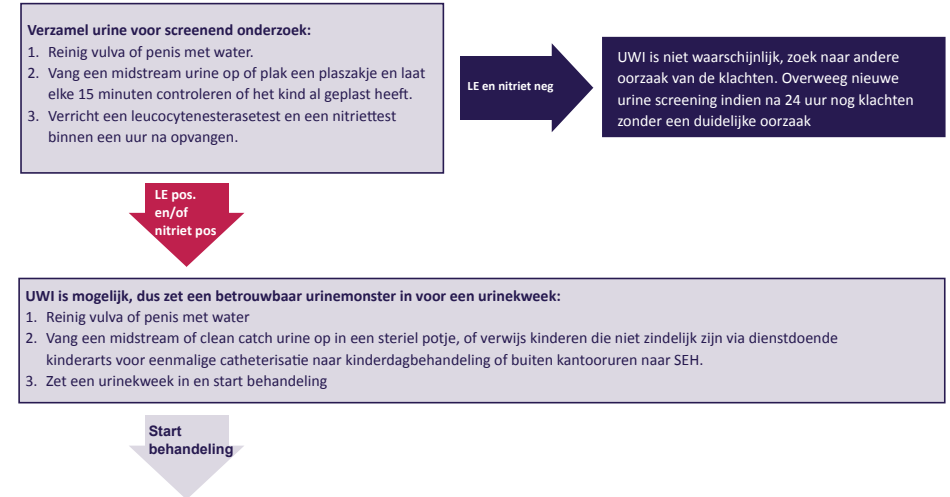 Verzamel urine voor screenend onderzoek:
1. Reinig vulva of penis met water.
2. Vang een midstream urine op of plak een plaszakje en laat
elke 15 minuten controleren of het kind al geplast heeft.
3. Verricht een leucocytenesterasetest en een nitriettest
binnen een uur na opvangen.
LE en nitriet neg
UWI is niet waarschijnlijk, zoek naar andere
oorzaak van de klachten. Overweeg nieuwe
urine screening indien na 24 uur nog klachten
zonder een duidelijke oorzaak
LE pos.
en/of
nitriet pos
UWI is mogelijk, dus zet een betrouwbaar urinemonster in voor een urinekweek:
1. Reinig vulva of penis met water
2. Vang een midstream of clean catch urine op in een steriel potje, of verwijs kinderen die niet zindelijk zijn via dienstdoende
kinderarts voor eenmalige catheterisatie naar kinderdagbehandeling of buiten kantooruren naar SEH.
3. Zet een urinekweek in en start behandeling
Start
behandeling